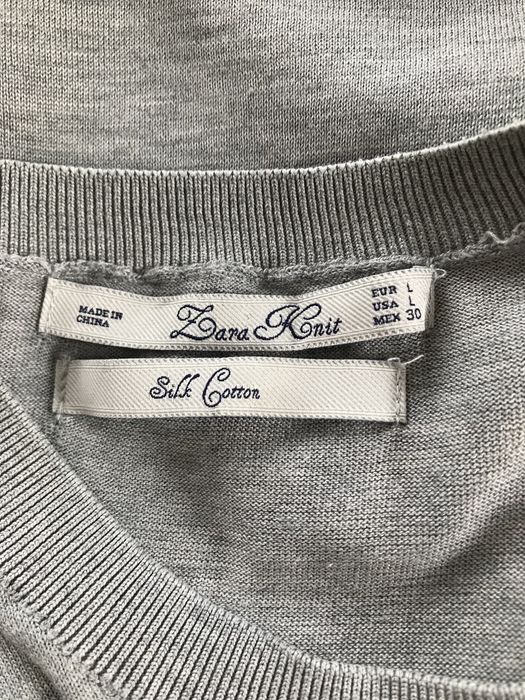 MADE IN
CHINA
Zara Knit
EUR L
USA L
MEX 30
Silk Cotton